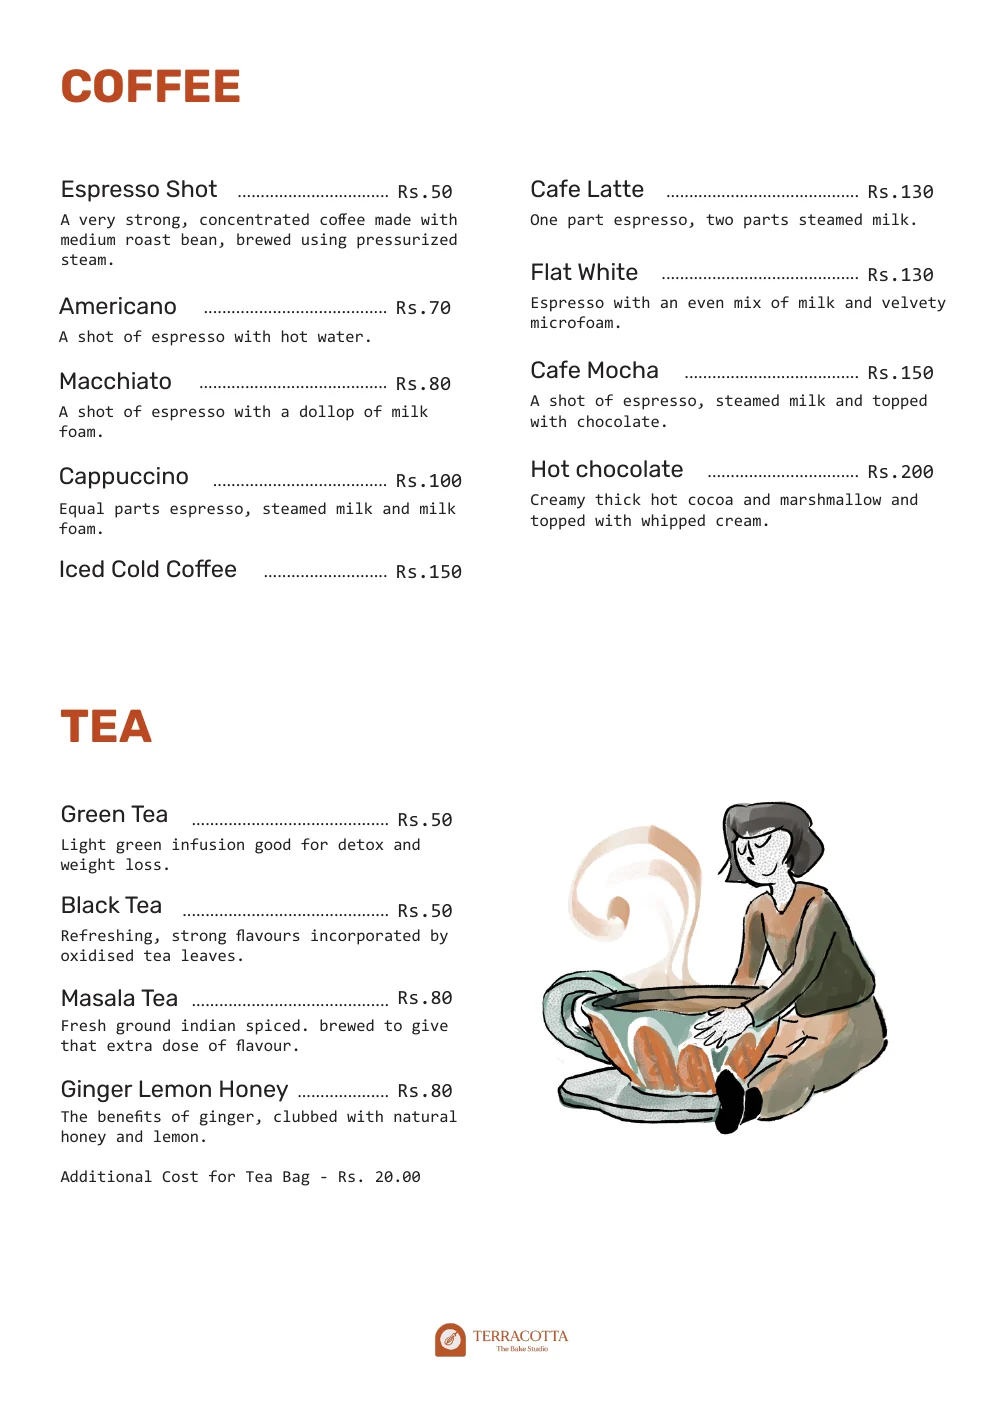 COFFEE
Espresso Shot ................................. Rs.50
A very strong, concentrated coffee made with
medium roast bean, brewed using pressurized
steam.
Americano ........................................ Rs.70
A shot of espresso with hot water.
Macchiato ......................................... Rs.80
A shot of espresso with a dollop of milk
foam.
Cappuccino ...................................... Rs.100
Equal parts espresso, steamed milk and milk
foam.
Iced Cold Coffee ........................... Rs.150
Cafe Latte .......................................... Rs.130
One part espresso, two parts steamed milk.
Flat White ........................................... Rs.130
Espresso with an even mix of milk and velvety
microfoam.
Cafe Mocha ...................................... Rs.150
A shot of espresso, steamed milk and topped
with chocolate.
Hot chocolate ................................. Rs.200
Creamy thick hot cocoa and marshmallow and
topped with whipped cream.
TEA
Green Tea ........................................... Rs.50
Light green infusion good for detox and
weight loss.
Black Tea ............................................. Rs.50
Refreshing, strong flavours incorporated by
oxidised tea leaves.
Masala Tea ........................................... Rs.80
Fresh ground indian spiced. brewed to give
that extra dose of flavour.
Ginger Lemon Honey .................... Rs.80
The benefits of ginger, clubbed with natural
honey and lemon.
Additional Cost for Tea Bag - Rs. 20.00
TERRACOTTA
The Bake Studio